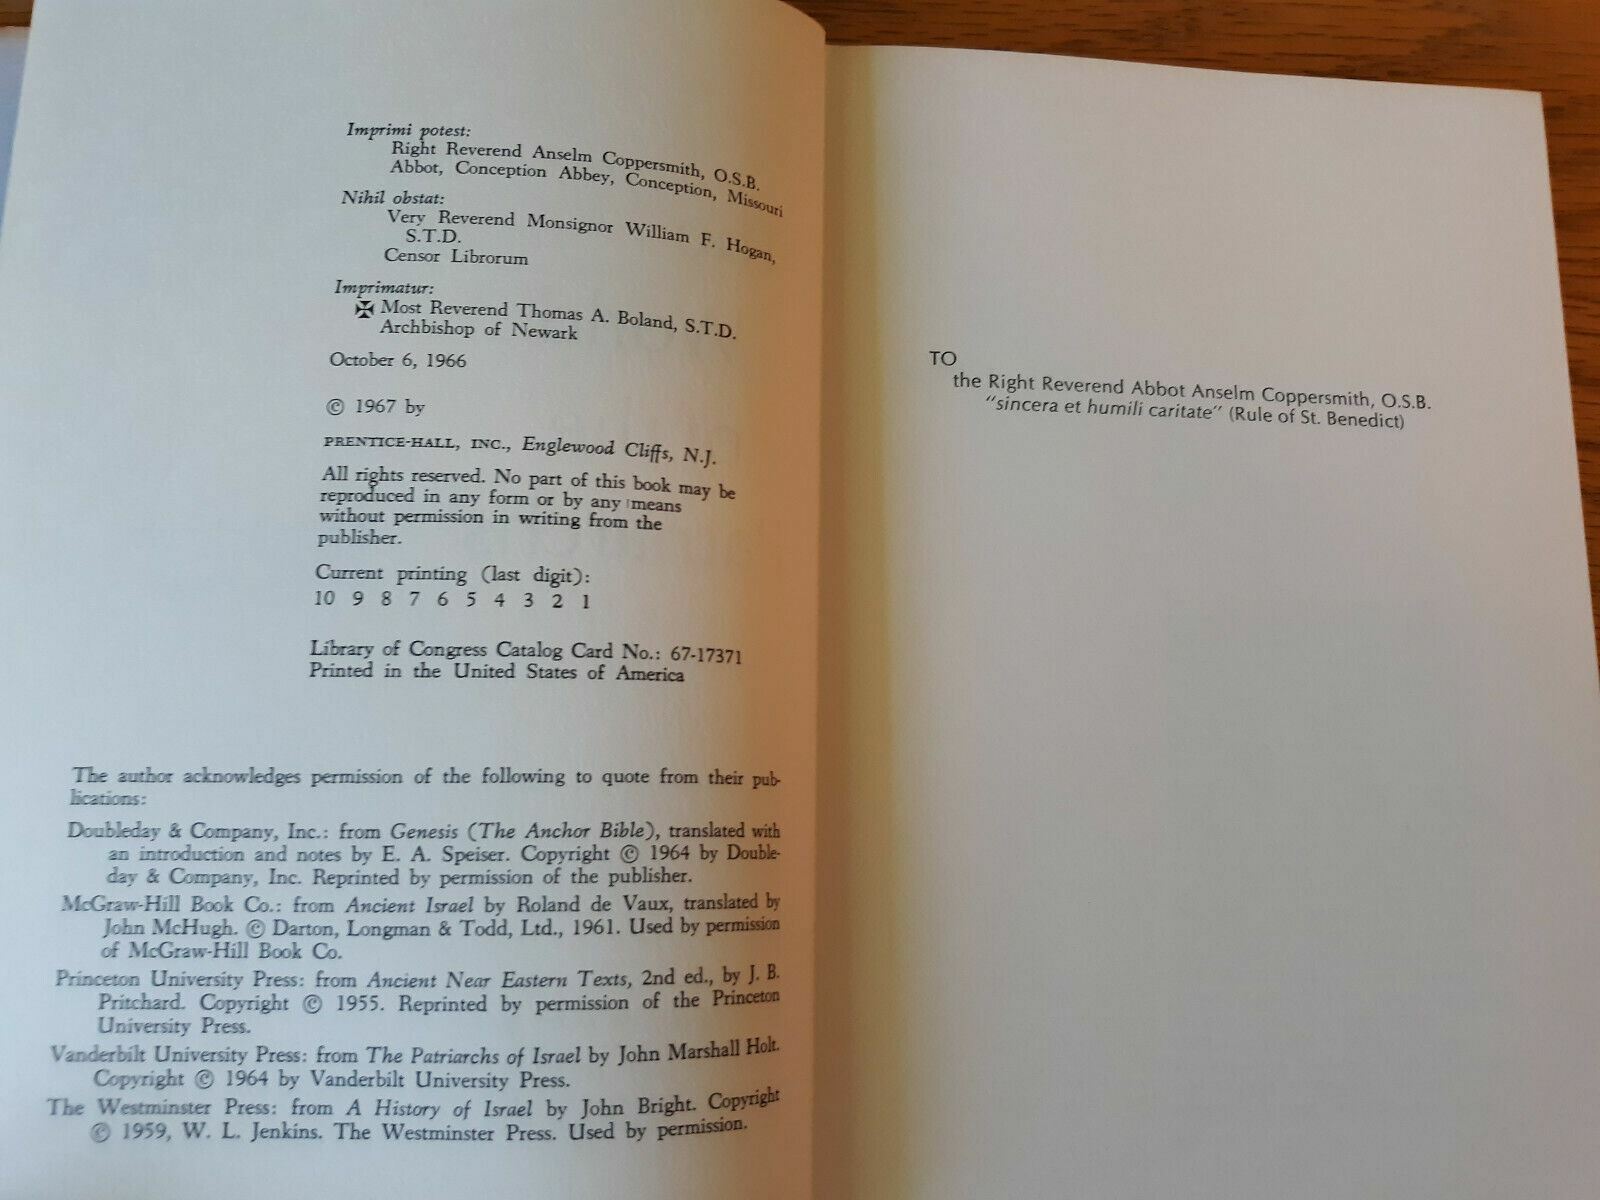 Imprimi potest:
Right Reverend Anselm Coppersmith, O.S.B.
Abbot, Conception Abbey, Conception, Missouri
Nihil obstat:
Very Reverend Monsignor William F. Hogan,
S.T.D.
Censor Librorum
Imprimatur:
✠ Most Reverend Thomas A. Boland, S.T.D.
Archbishop of Newark
October 6, 1966
© 1967 by
PRENTICE-HALL, INC., Englewood Cliffs, N.J.
All rights reserved. No part of this book may be
reproduced in any form or by any means
without permission in writing from the
publisher.
Current printing (last digit):
10 9 8 7 6 5 4 3 2 1
Library of Congress Catalog Card No.: 67-17371
Printed in the United States of America
The author acknowledges permission of the following to quote from their pub-
lications:
Doubleday & Company, Inc.: from Genesis (The Anchor Bible), translated with
an introduction and notes by E. A. Speiser. Copyright © 1964 by Double-
day & Company, Inc. Reprinted by permission of the publisher.
McGraw-Hill Book Co.: from Ancient Israel by Roland de Vaux, translated by
John McHugh. © Darton, Longman & Todd, Ltd., 1961. Used by permission
of McGraw-Hill Book Co.
Princeton University Press: from Ancient Near Eastern Texts, 2nd ed., by J. B.
Pritchard. Copyright © 1955. Reprinted by permission of the Princeton
University Press.
Vanderbilt University Press: from The Patriarchs of Israel by John Marshall Holt.
Copyright © 1964 by Vanderbilt University Press.
The Westminster Press: from A History of Israel by John Bright. Copyright
© 1959, W. L. Jenkins. The Westminster Press. Used by permission.
TO
the Right Reverend Abbot Anselm Coppersmith, O.S.B.
"sincera et humili caritate" (Rule of St. Benedict)